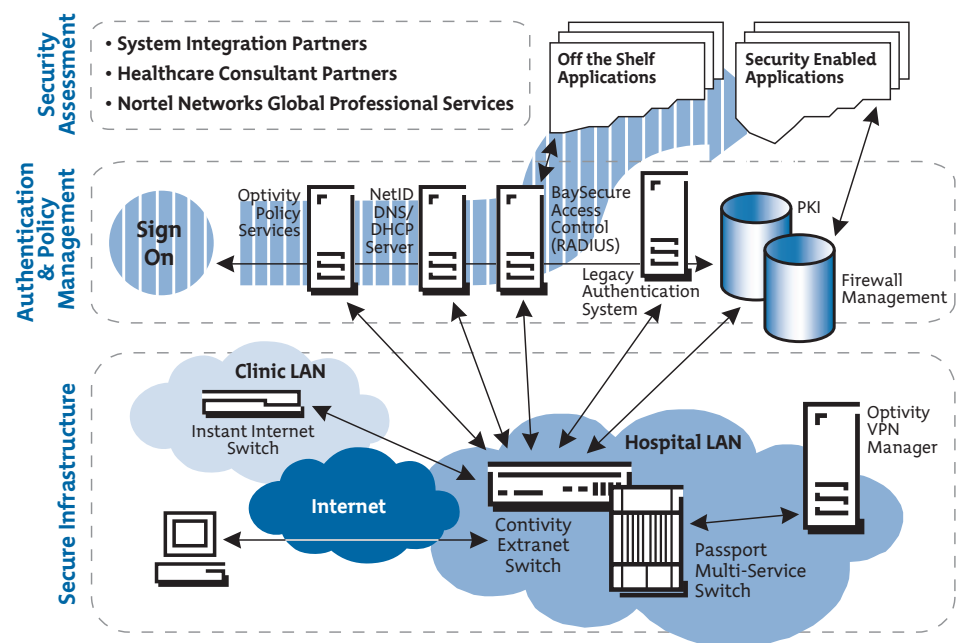 Security
Assessment
• System Integration Partners
• Healthcare Consultant Partners
• Nortel Networks Global Professional Services
Off the Shelf
Applications
Security Enabled
Applications
Authentication
& Policy
Management
Sign
On
Optivity
Policy
Services
NetID
DNS/
DHCP
Server
BaySecure
Access
Control
(RADIUS)
Legacy
Authentication
System
PKI
Firewall
Management
Secure Infrastructure
Clinic LAN
Instant Internet
Switch
Internet
Hospital LAN
Contivity
Extranet
Switch
Passport
Multi-Service
Switch
Optivity
VPN
Manager